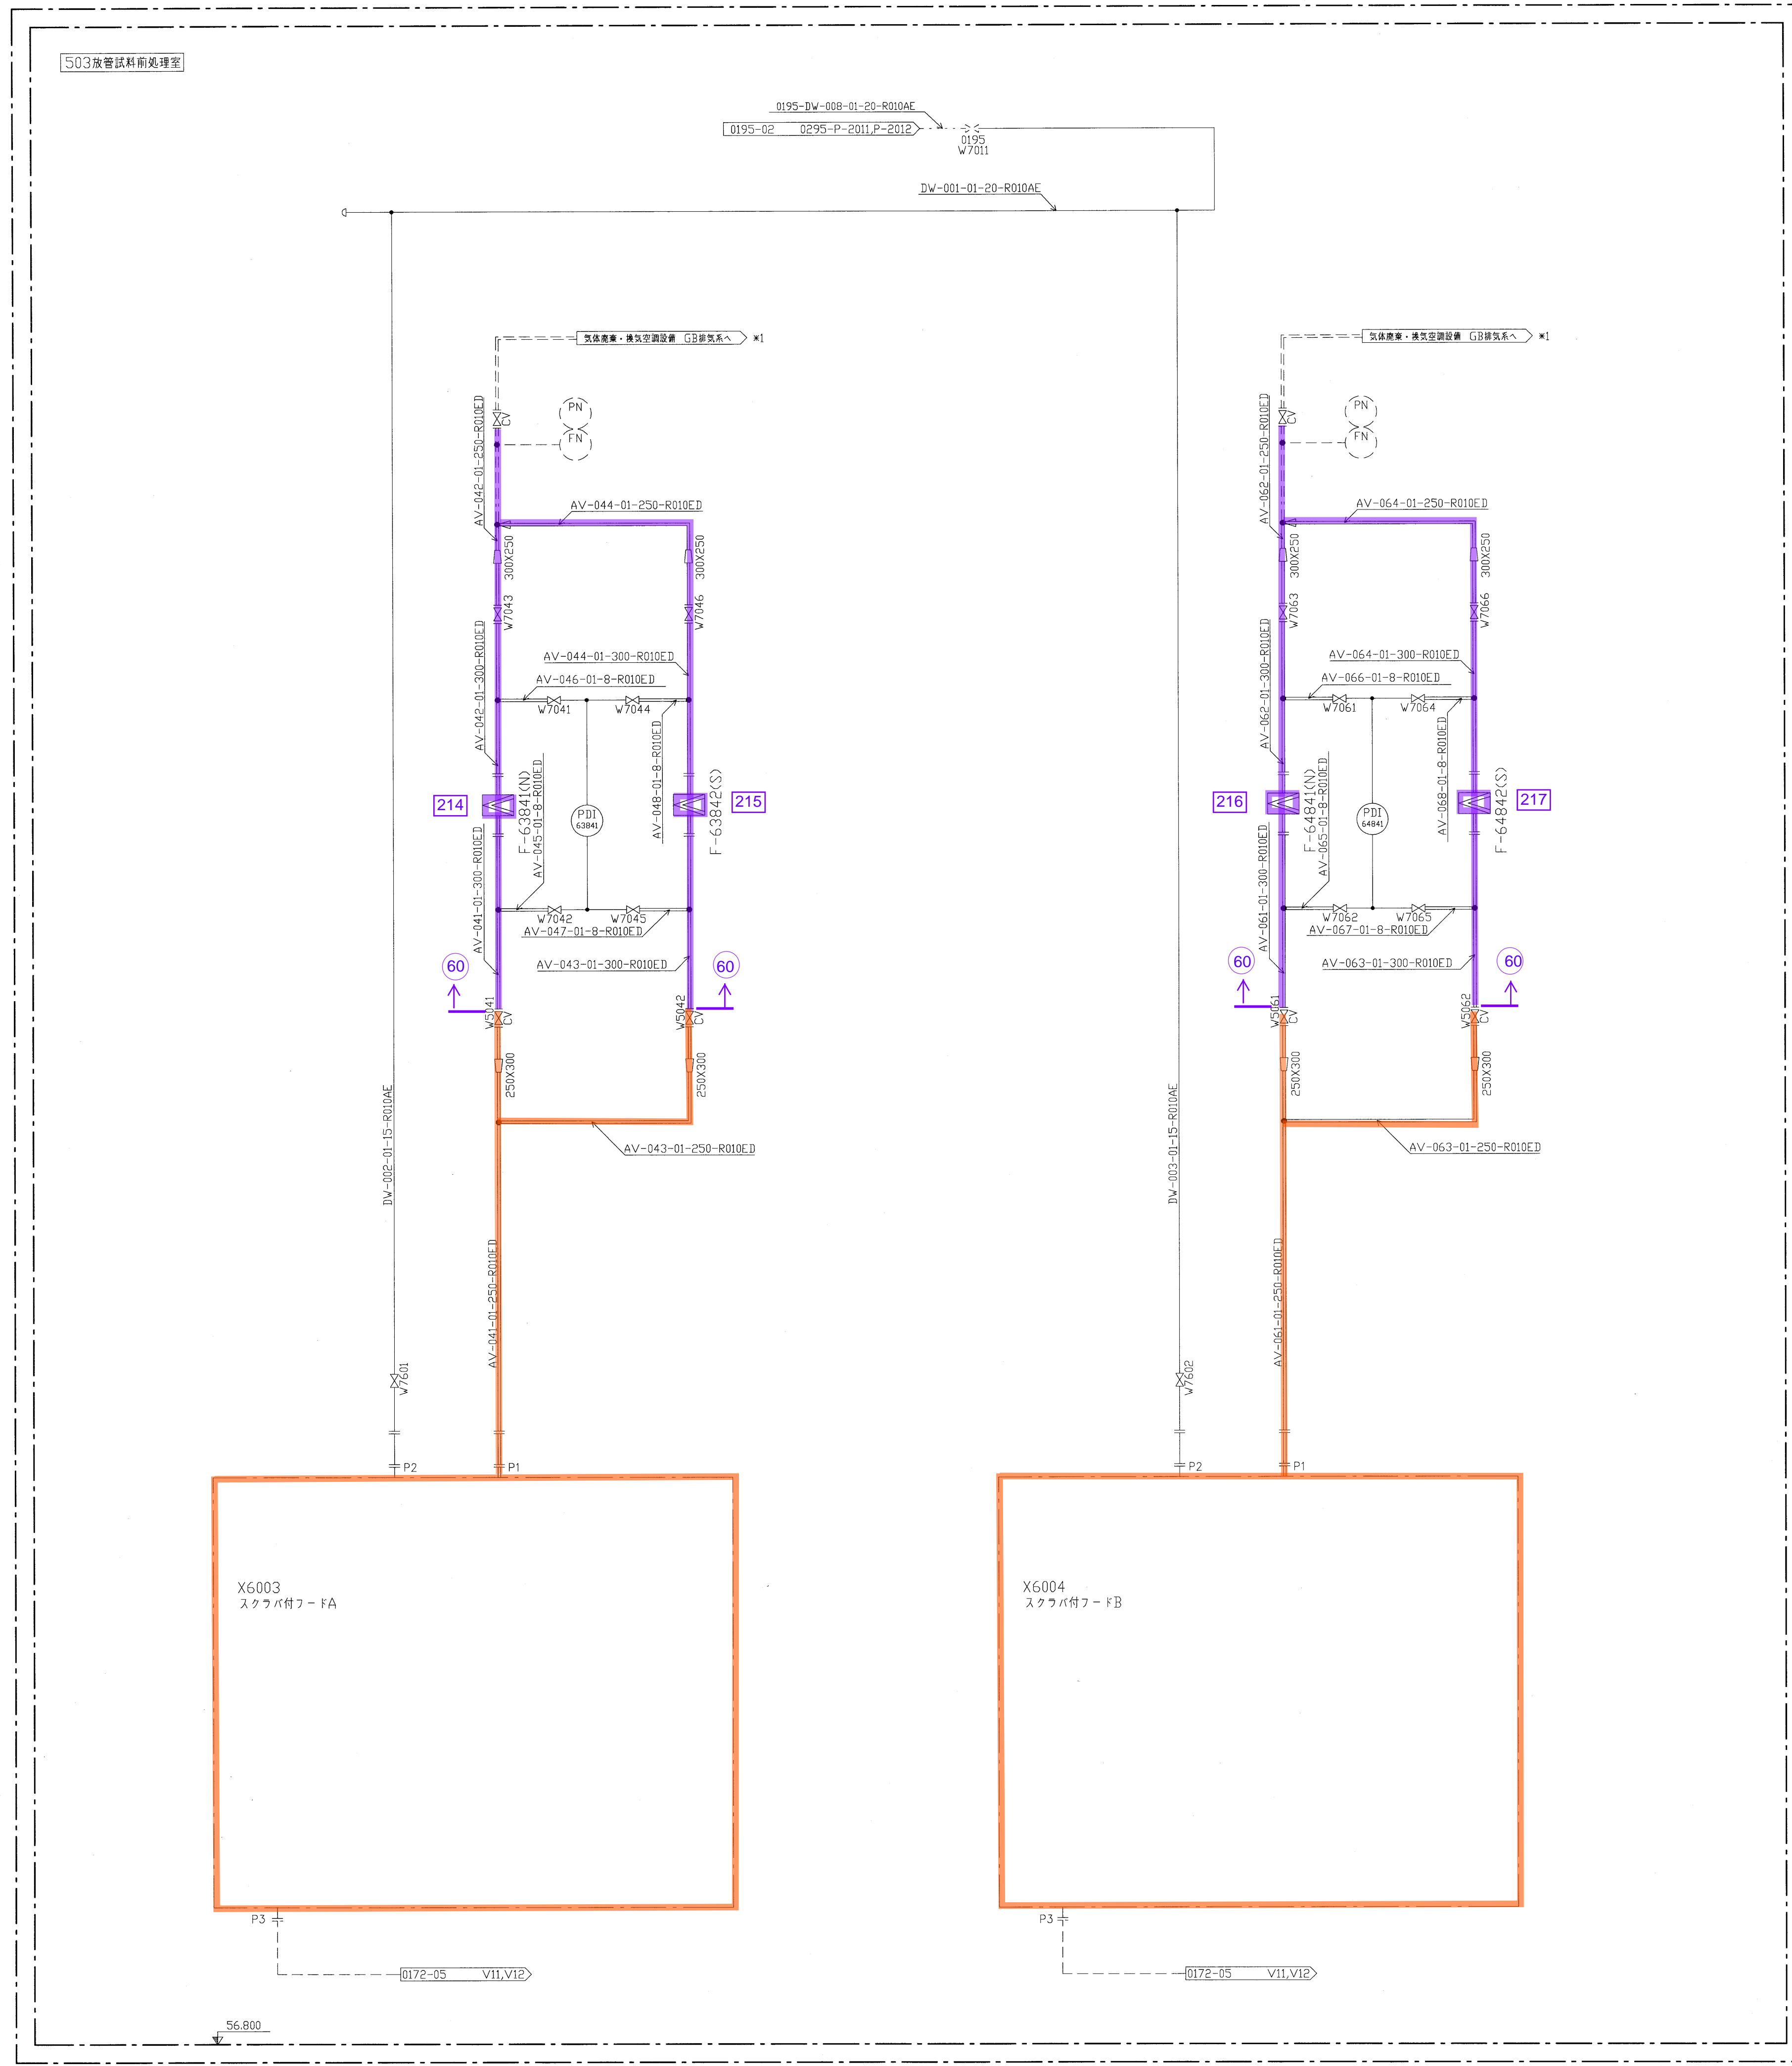 503放管試料前処理室
0195-DW-008-01-20-R010AE
0195-02 0295-P-2011,P-2012
0195
W7011
DW-001-01-20-R010AE
気体廃棄・換気空調設備 GB排気系へ ※1
気体廃棄・換気空調設備 GB排気系へ ※1
CV
PN
FN
AV-042-01-250-R010ED
AV-044-01-250-R010ED
300X250
300X250
W7043
W7046
AV-042-01-300-R010ED
AV-044-01-300-R010ED
AV-046-01-8-R010ED
W7041
W7044
AV-048-01-8-R010ED
214
F-63841(N)
AV-045-01-8-R010ED
PDI
63841
F-63842(S)
215
AV-041-01-300-R010ED
W7042
W7045
AV-047-01-8-R010ED
AV-043-01-300-R010ED
60
60
W5041
CV
W5042
CV
250X300
250X300
AV-043-01-250-R010ED
DW-002-01-15-R010AE
AV-041-01-250-R010ED
W7601
P2
P1
X6003
スクラバ付フードA
P3
0172-05 V11,V12
CV
PN
FN
AV-062-01-250-R010ED
AV-064-01-250-R010ED
300X250
300X250
W7063
W7066
AV-062-01-300-R010ED
AV-064-01-300-R010ED
AV-066-01-8-R010ED
W7061
W7064
AV-068-01-8-R010ED
216
F-64841(N)
AV-065-01-8-R010ED
PDI
64841
F-64842(S)
217
AV-061-01-300-R010ED
W7062
W7065
AV-067-01-8-R010ED
AV-063-01-300-R010ED
60
60
W5061
CV
W5062
CV
250X300
250X300
AV-063-01-250-R010ED
DW-003-01-15-R010AE
AV-061-01-250-R010ED
W7602
P2
P1
X6004
スクラバ付フードB
P3
0172-05 V11,V12
56.800